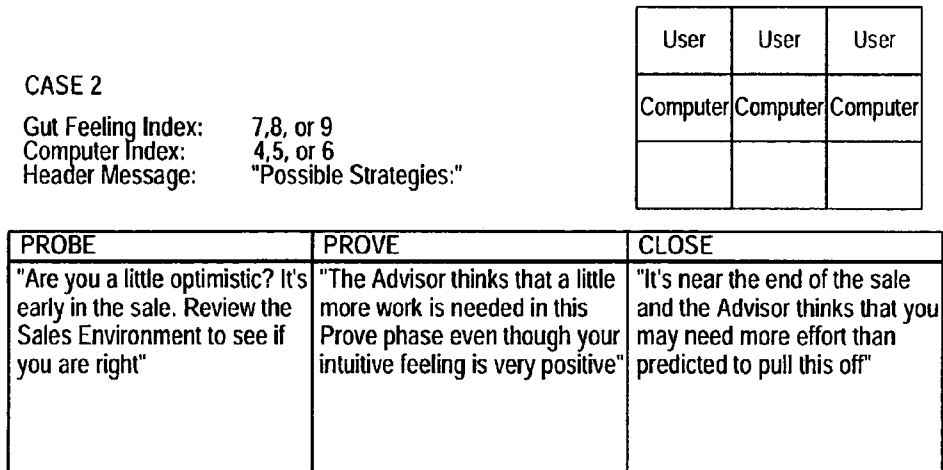 User User User
CASE 2
Computer Computer Computer
Gut Feeling Index: 7,8, or 9
Computer Index: 4,5, or 6
Header Message: "Possible Strategies:"
PROBE PROVE CLOSE
"Are you a little optimistic? It's
early in the sale. Review the
Sales Environment to see if
you are right"
"The Advisor thinks that a little
more work is needed in this
Prove phase even though your
intuitive feeling is very positive"
"It's near the end of the sale
and the Advisor thinks that you
may need more effort than
predicted to pull this off"